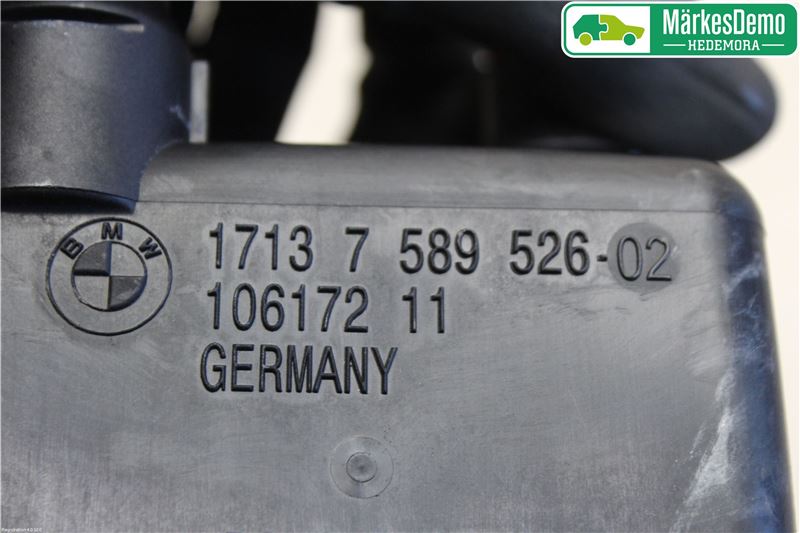 MärkesDemo
HEDEMORA
BMW
1713 7 589 526-02
106172 11
GERMANY